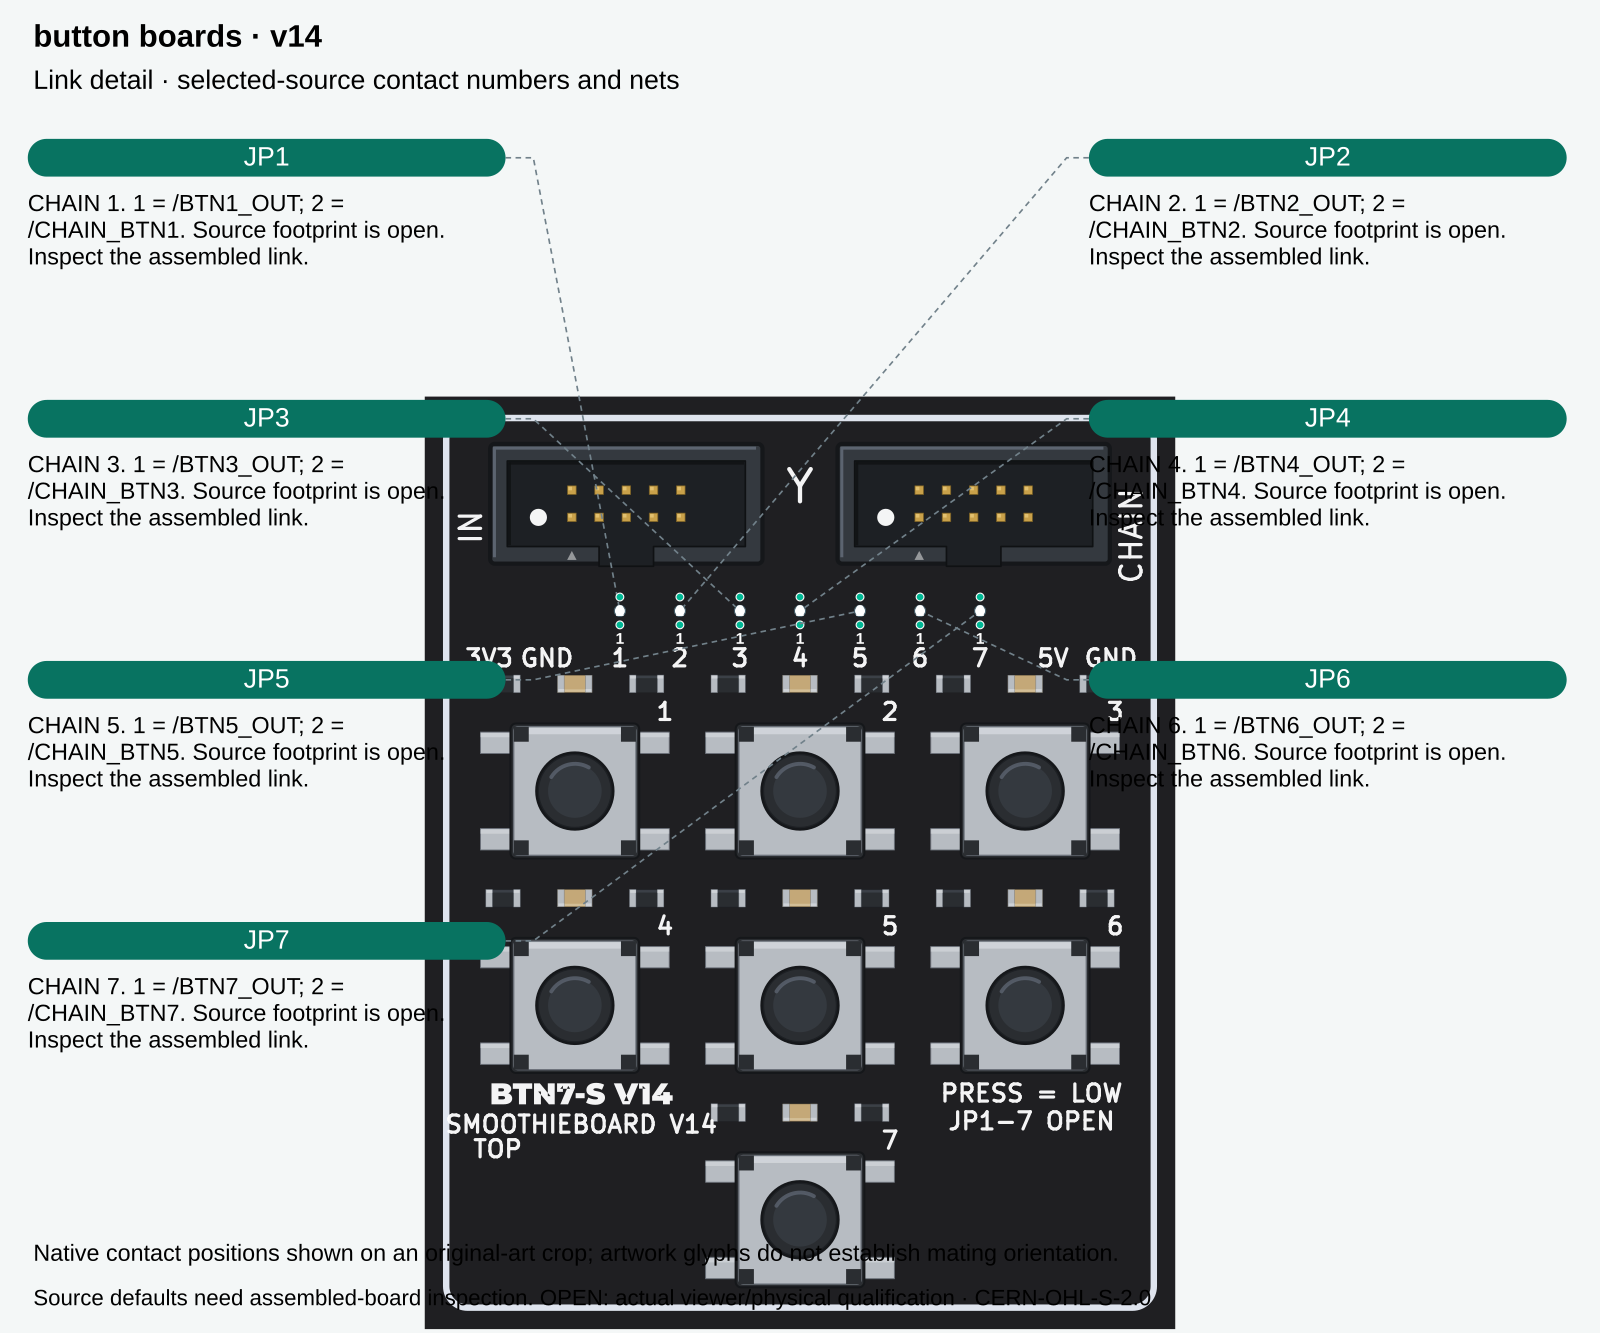 button boards · v14
Link detail · selected-source contact numbers and nets
JP1
CHAIN 1. 1 = /BTN1_OUT; 2 =
/CHAIN_BTN1. Source footprint is open.
Inspect the assembled link.
JP2
CHAIN 2. 1 = /BTN2_OUT; 2 =
/CHAIN_BTN2. Source footprint is open.
Inspect the assembled link.
JP3
CHAIN 3. 1 = /BTN3_OUT; 2 =
/CHAIN_BTN3. Source footprint is open.
Inspect the assembled link.
JP4
CHAIN 4. 1 = /BTN4_OUT; 2 =
/CHAIN_BTN4. Source footprint is open.
Inspect the assembled link.
IN
Y
CHAIN
1 1 1 1 1 1 1
3V3 GND 1 2 3 4 5 6 7 5V GND
JP5
CHAIN 5. 1 = /BTN5_OUT; 2 =
/CHAIN_BTN5. Source footprint is open.
Inspect the assembled link.
JP6
CHAIN 6. 1 = /BTN6_OUT; 2 =
/CHAIN_BTN6. Source footprint is open.
Inspect the assembled link.
1 2 3
4 5 6
JP7
CHAIN 7. 1 = /BTN7_OUT; 2 =
/CHAIN_BTN7. Source footprint is open.
Inspect the assembled link.
BTN7-S V14
SMOOTHIEBOARD V14
TOP
PRESS = LOW
JP1-7 OPEN
7
Native contact positions shown on an original-art crop; artwork glyphs do not establish mating orientation.
Source defaults need assembled-board inspection. OPEN: actual viewer/physical qualification · CERN-OHL-S-2.0